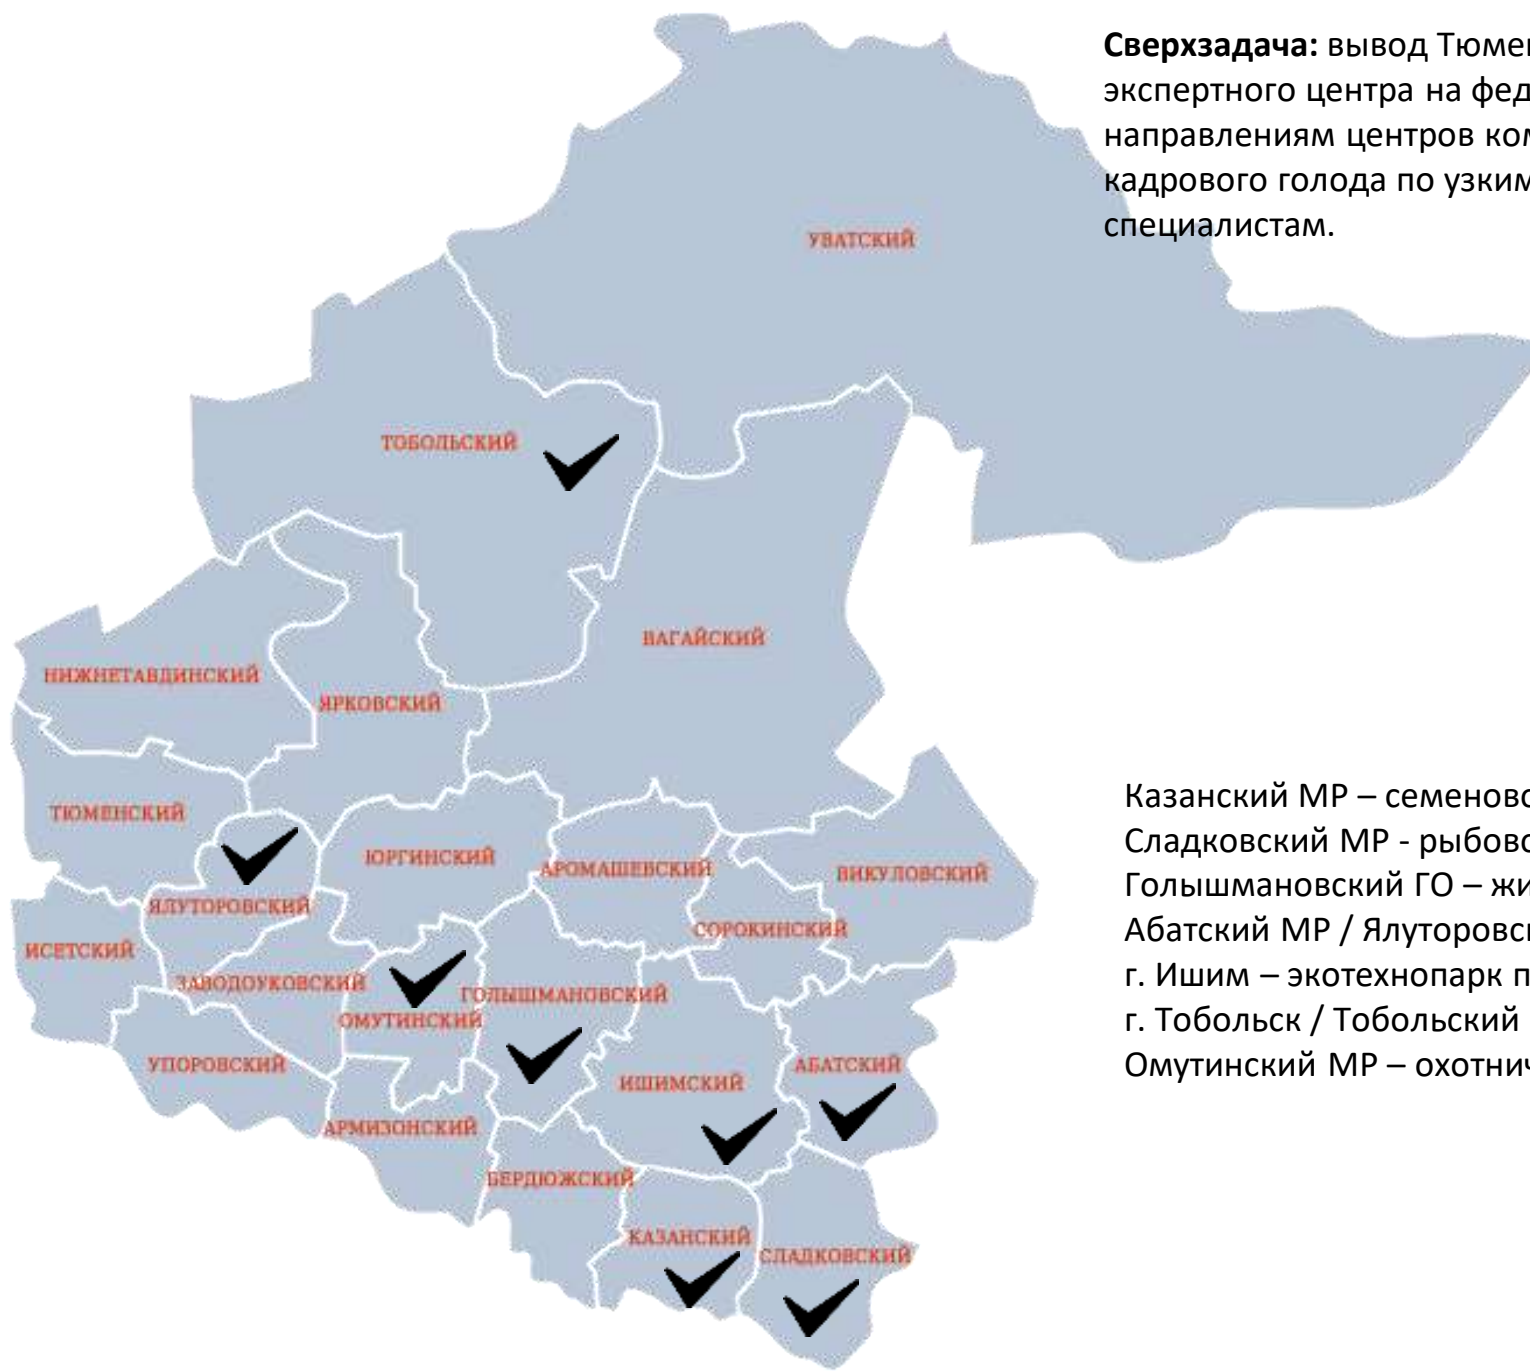 Сверхзадача: вывод Тюмен
экспертного центра на фед
направлениям центров ком
кадрового голода по узким
специалистам.
УВАТСКИЙ
ТОБОЛЬСКИЙ
ВАГАЙСКИЙ
НИЖНЕТАВДИНСКИЙ
ЯРКОВСКИЙ
ТЮМЕНСКИЙ
ЮРГИНСКИЙ
АРОМАШЕВСКИЙ
ВИКУЛОВСКИЙ
ЯЛУТОРОВСКИЙ
СОРОКИНСКИЙ
ИСЕТСКИЙ
ЗАВОДОУКОВСКИЙ
ГОЛЫШМАНОВСКИЙ
ОМУТИНСКИЙ
УПОРОВСКИЙ
ИШИМСКИЙ
АБАТСКИЙ
АРМИЗОНСКИЙ
БЕРДЮЖСКИЙ
КАЗАНСКИЙ
СЛАДКОВСКИЙ
Казанский МР – семеново
Сладковский МР - рыбово
Голышмановский ГО – жи
Абатский МР / Ялуторовск
г. Ишим – экотехнопарк п
г. Тобольск / Тобольский
Омутинский МР – охотнич